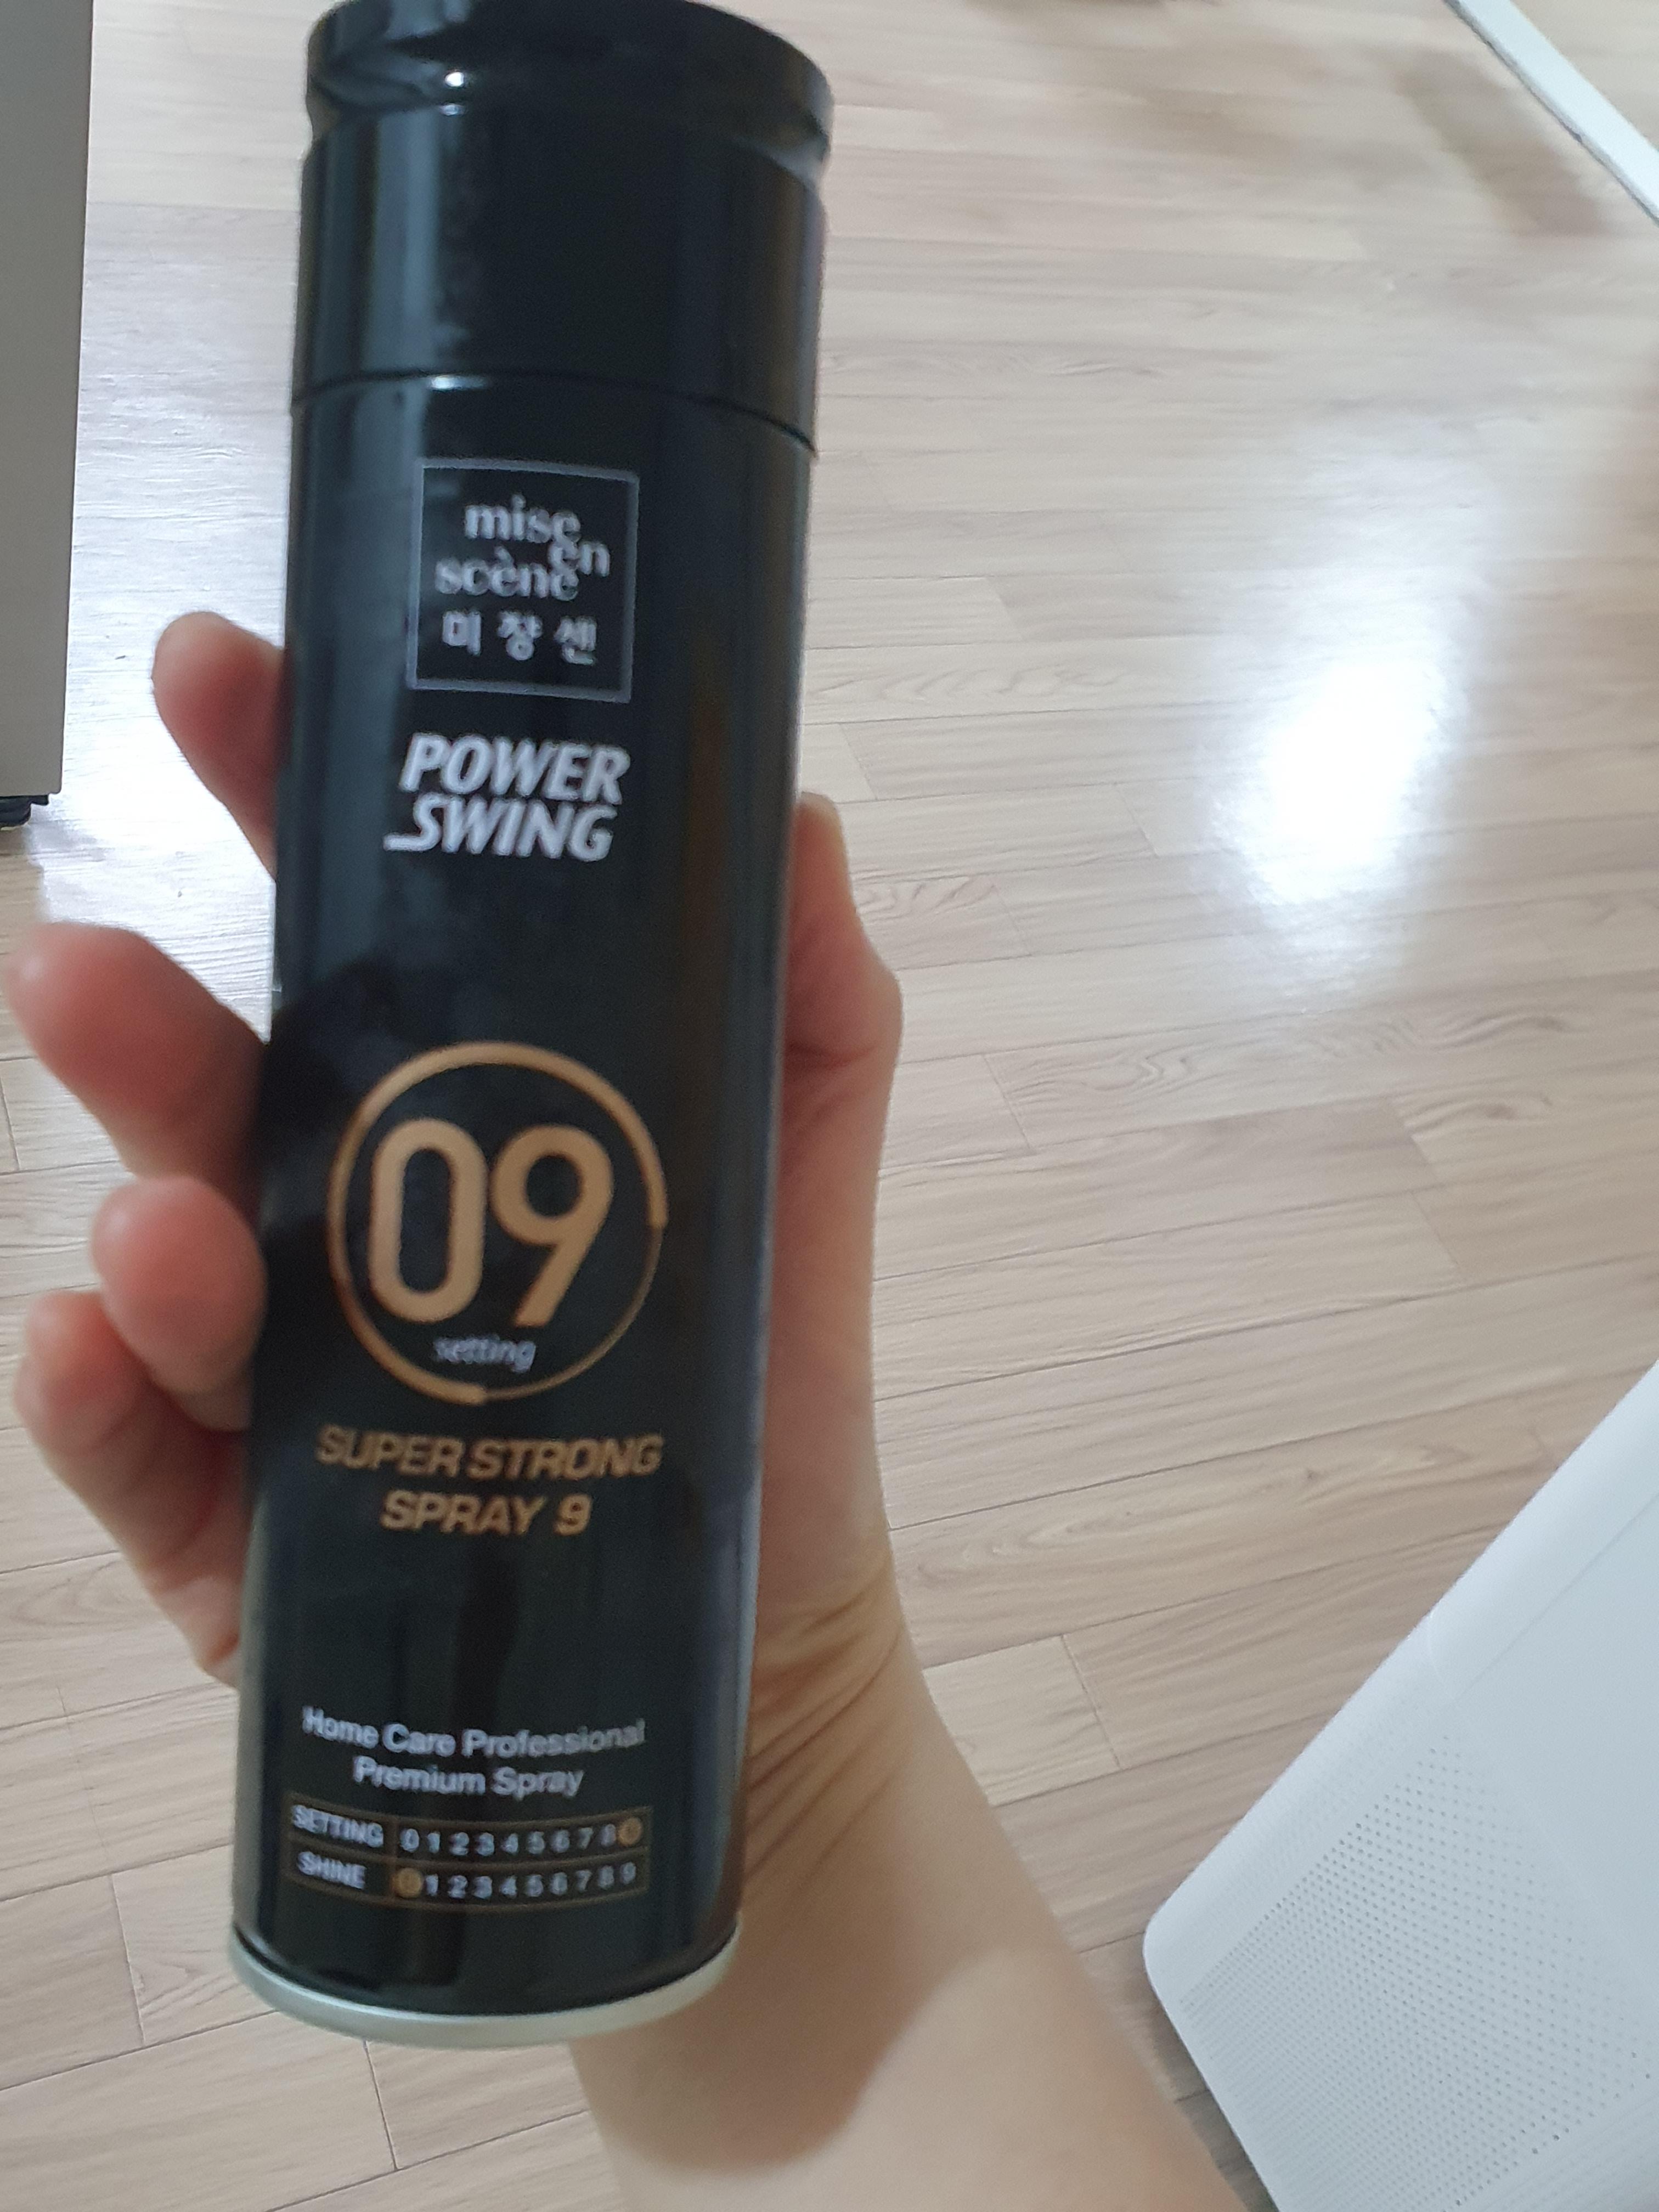 mise
en
scène
미쟝센
POWER
SWING
09
setting
SUPER STRONG
SPRAY 9
Home Care Professional
Premium Spray
SETTING 0 1 2 3 4 5 6 7 8 9
SHINE 0 1 2 3 4 5 6 7 8 9